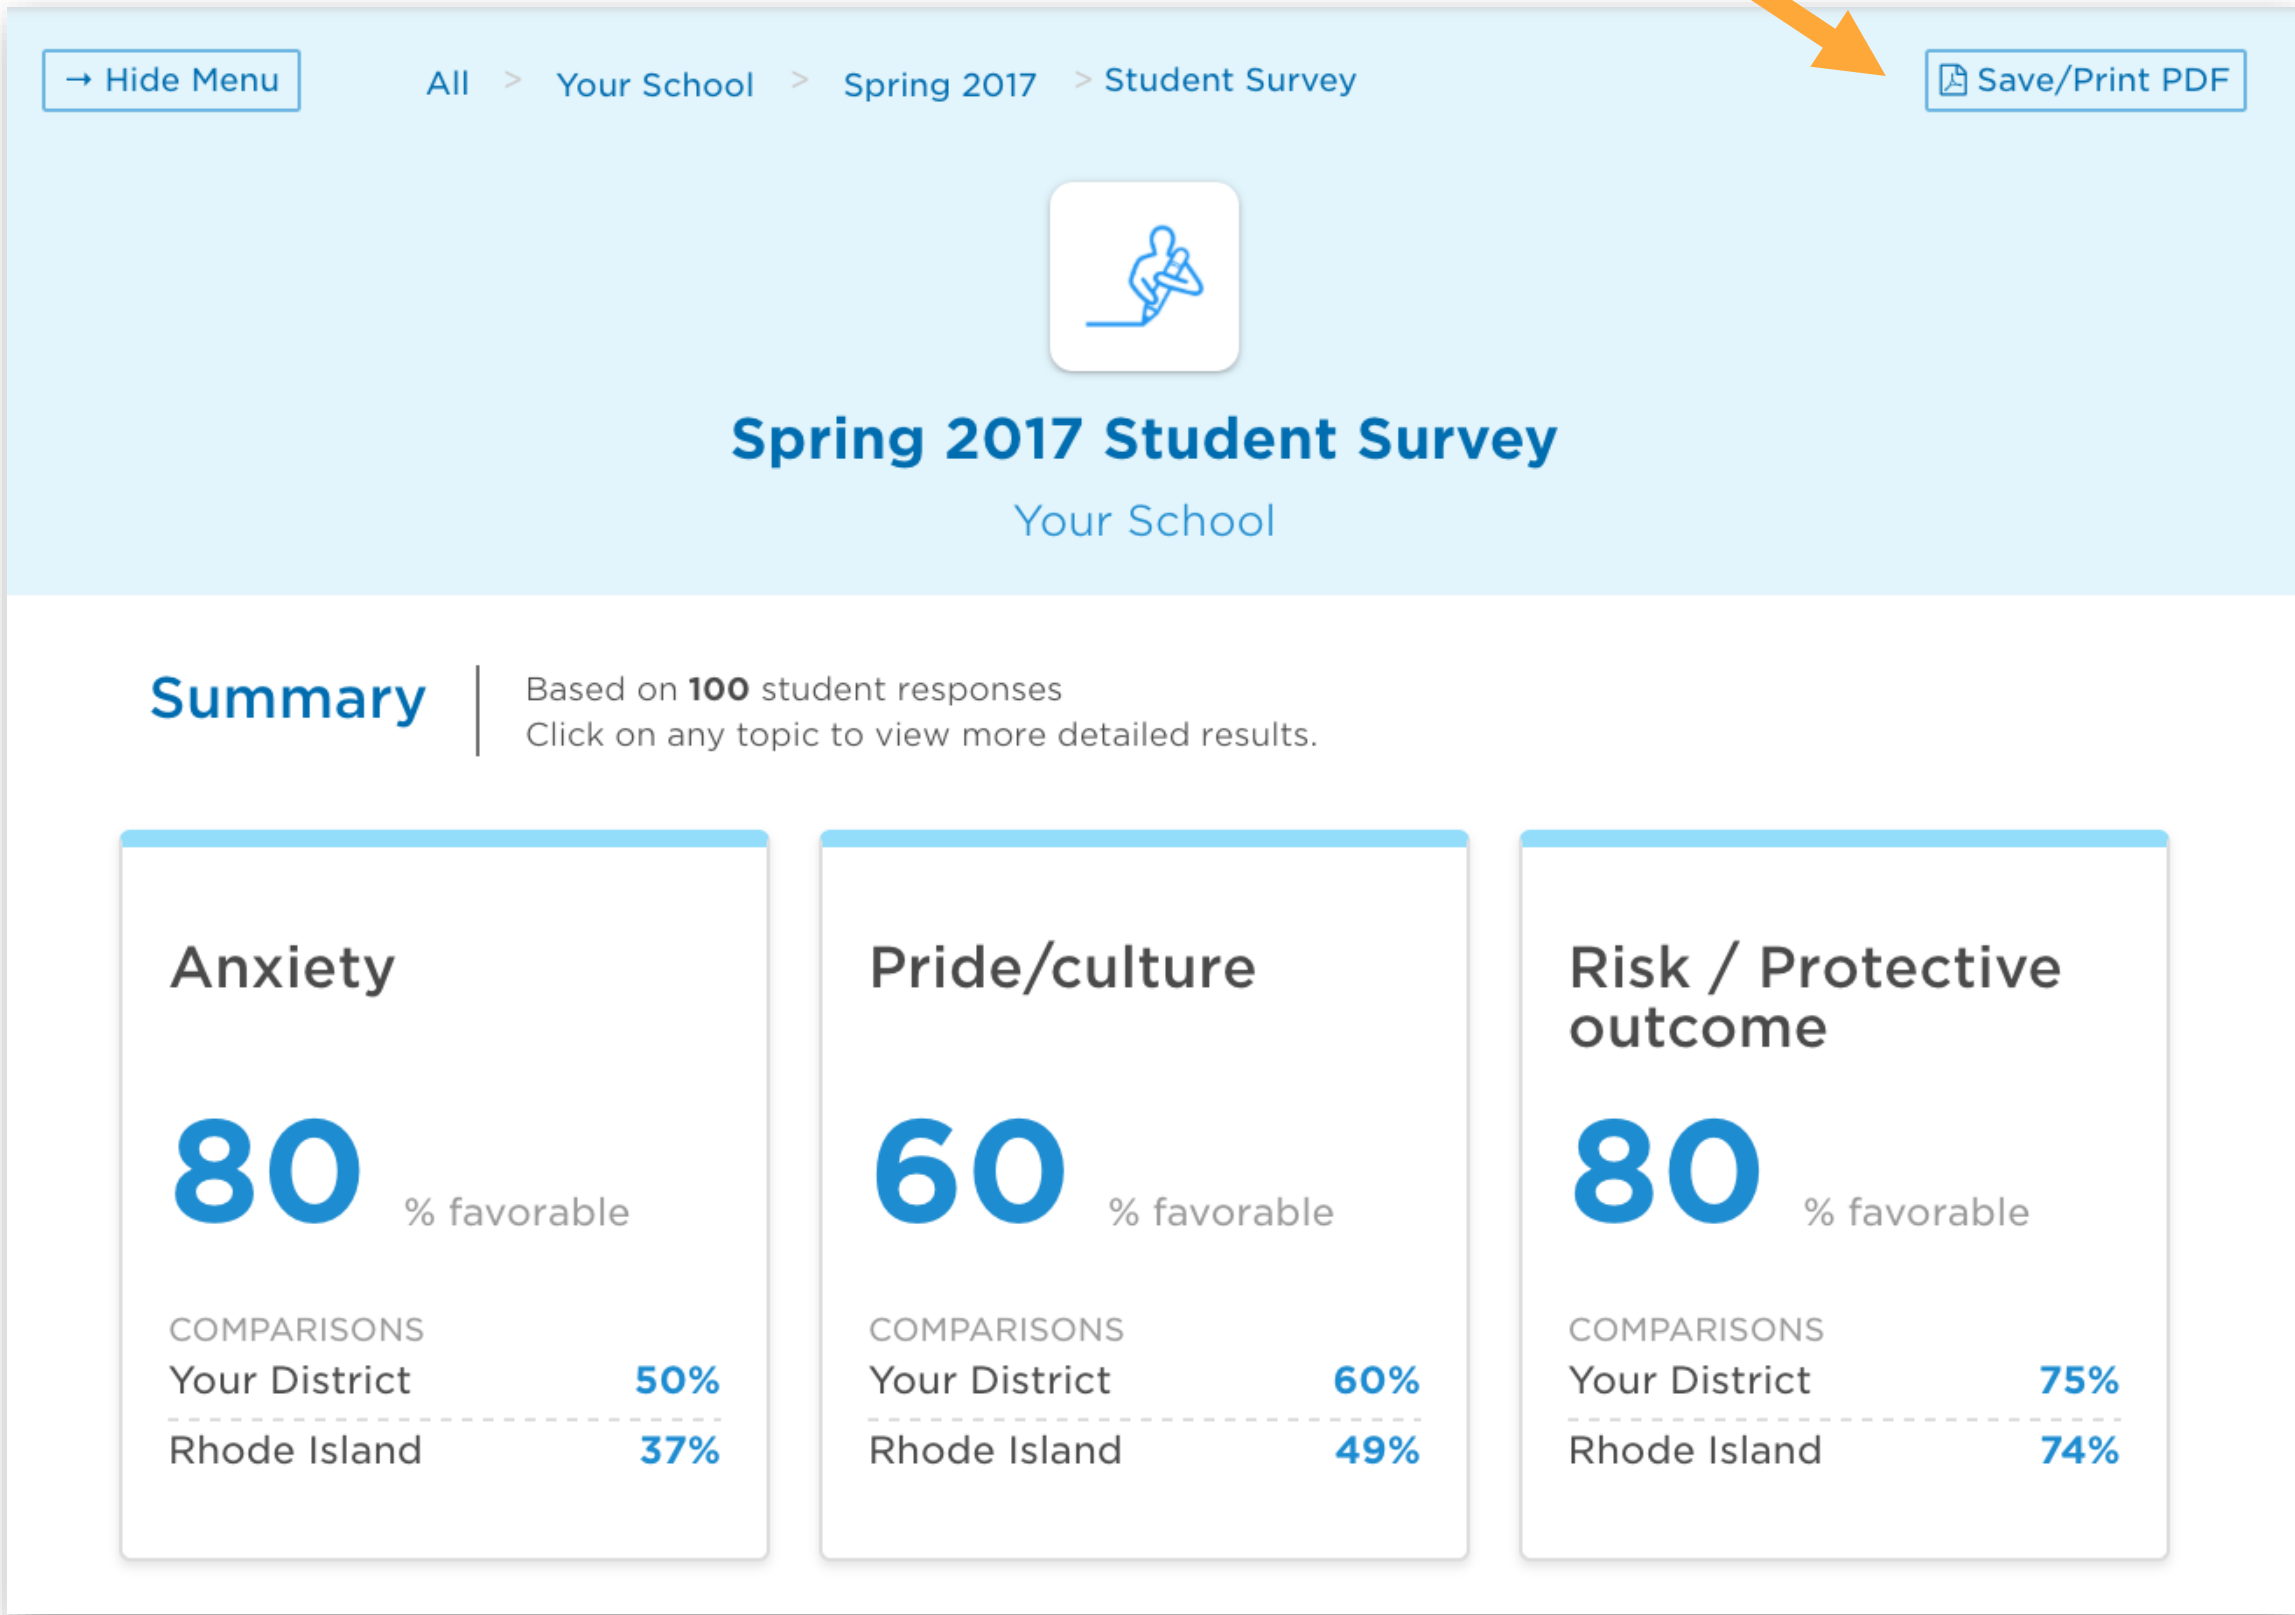 → Hide Menu
All > Your School > Spring 2017 > Student Survey
Save/Print PDF
Spring 2017 Student Survey
Your School
Summary
Based on 100 student responses
Click on any topic to view more detailed results.
Anxiety
80 % favorable
COMPARISONS
Your District 50%
Rhode Island 37%
Pride/culture
60 % favorable
COMPARISONS
Your District 60%
Rhode Island 49%
Risk / Protective
outcome
80 % favorable
COMPARISONS
Your District 75%
Rhode Island 74%